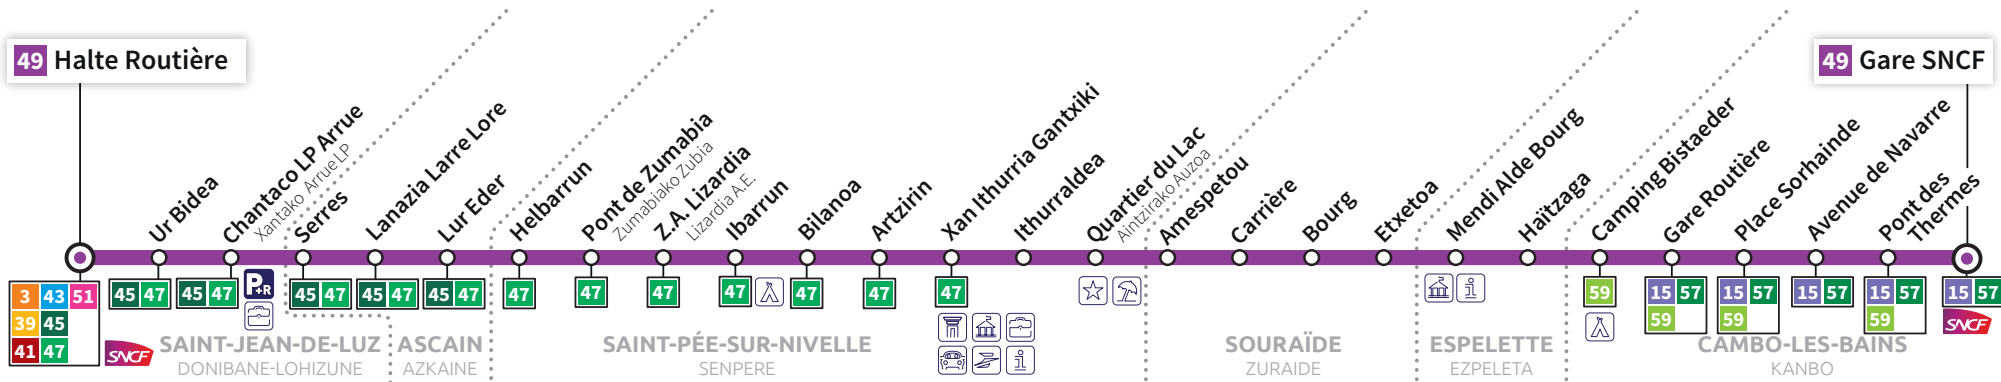 49 Halte Routière
49 Gare SNCF
Ur Bidea
Chantaco LP Arrue
Xantako Arrue LP
Serres
Lanazia Larre Lore
Lur Eder
Helbarrun
Pont de Zumabia
Zumabiako Zubia
Z.A. Lizardia
Lizardia A.E.
Ibarrun
Bilanoa
Artzirin
Xan Ithurria Gantxiki
Ithurraldea
Quartier du Lac
Aintzirako Auzoa
Amespetou
Carrière
Bourg
Etxetoa
Mendi Alde Bourg
Haïtzaga
Camping Bistaeder
Gare Routière
Place Sorhainde
Avenue de Navarre
Pont des
Thermes
3 43 51
39 45
41 47
SNCF
45 47
45 47
P+R
45 47
45 47
45 47
47
47
47
47
47
47
47
i
i
59
15 57
59
15 57
59
15 57
15 57
59
15 57
SNCF
SAINT-JEAN-DE-LUZ
DONIBANE-LOHIZUNE
ASCAIN
AZKAINE
SAINT-PÉE-SUR-NIVELLE
SENPERE
SOURAÏDE
ZURAIDE
ESPELETTE
EZPELETA
CAMBO-LES-BAINS
KANBO